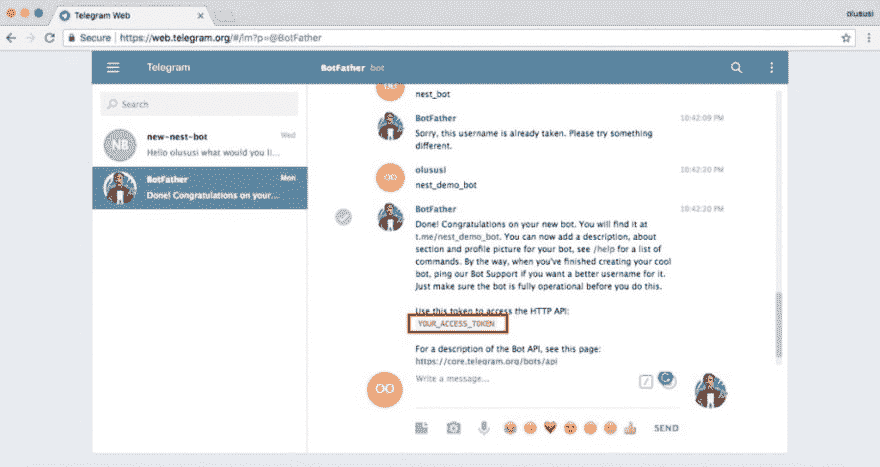 Telegram Web
olususi
Secure
https://web.telegram.org/#/im?p=@BotFather
Telegram
BotFather bot
Search
new-nest-bot
Wed
Hello olususi what would you li...
BotFather
Mon
Done! Congratulations on your...
nest_bot
BotFather
10:42:09 PM
Sorry, this username is already taken. Please try something
different.
olususi
10:42:20 PM
nest_demo_bot
BotFather
10:42:20 PM
Done! Congratulations on your new bot. You will find it at
t.me/nest_demo_bot. You can now add a description, about
section and profile picture for your bot, see /help for a list of
commands. By the way, when you've finished creating your cool
bot, ping our Bot Support if you want a better username for it.
Just make sure the bot is fully operational before you do this.
Use this token to access the HTTP API:
YOUR_ACCESS_TOKEN
For a description of the Bot API, see this page:
https://core.telegram.org/bots/api
Write a message...
SEND
NB
OO
OO